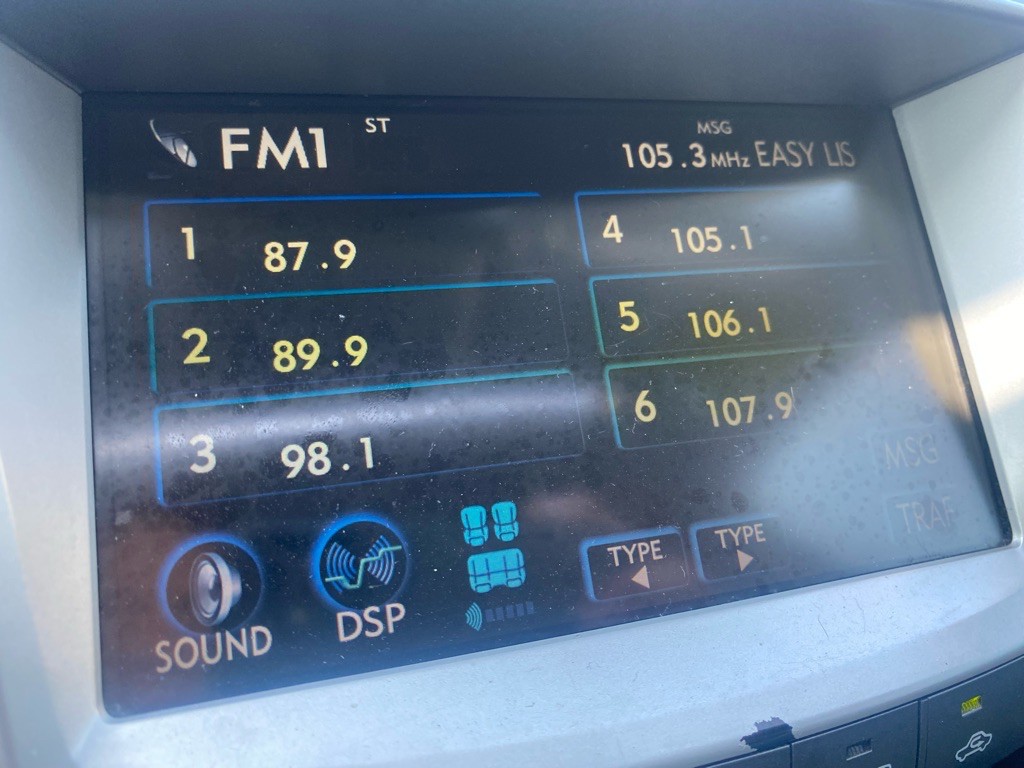 FM1 ST
MSG
105.3 MHz EASY LIS
1 87.9
2 89.9
3 98.1
4 105.1
5 106.1
6 107.9
MSG
TRAF
SOUND
DSP
TYPE
TYPE